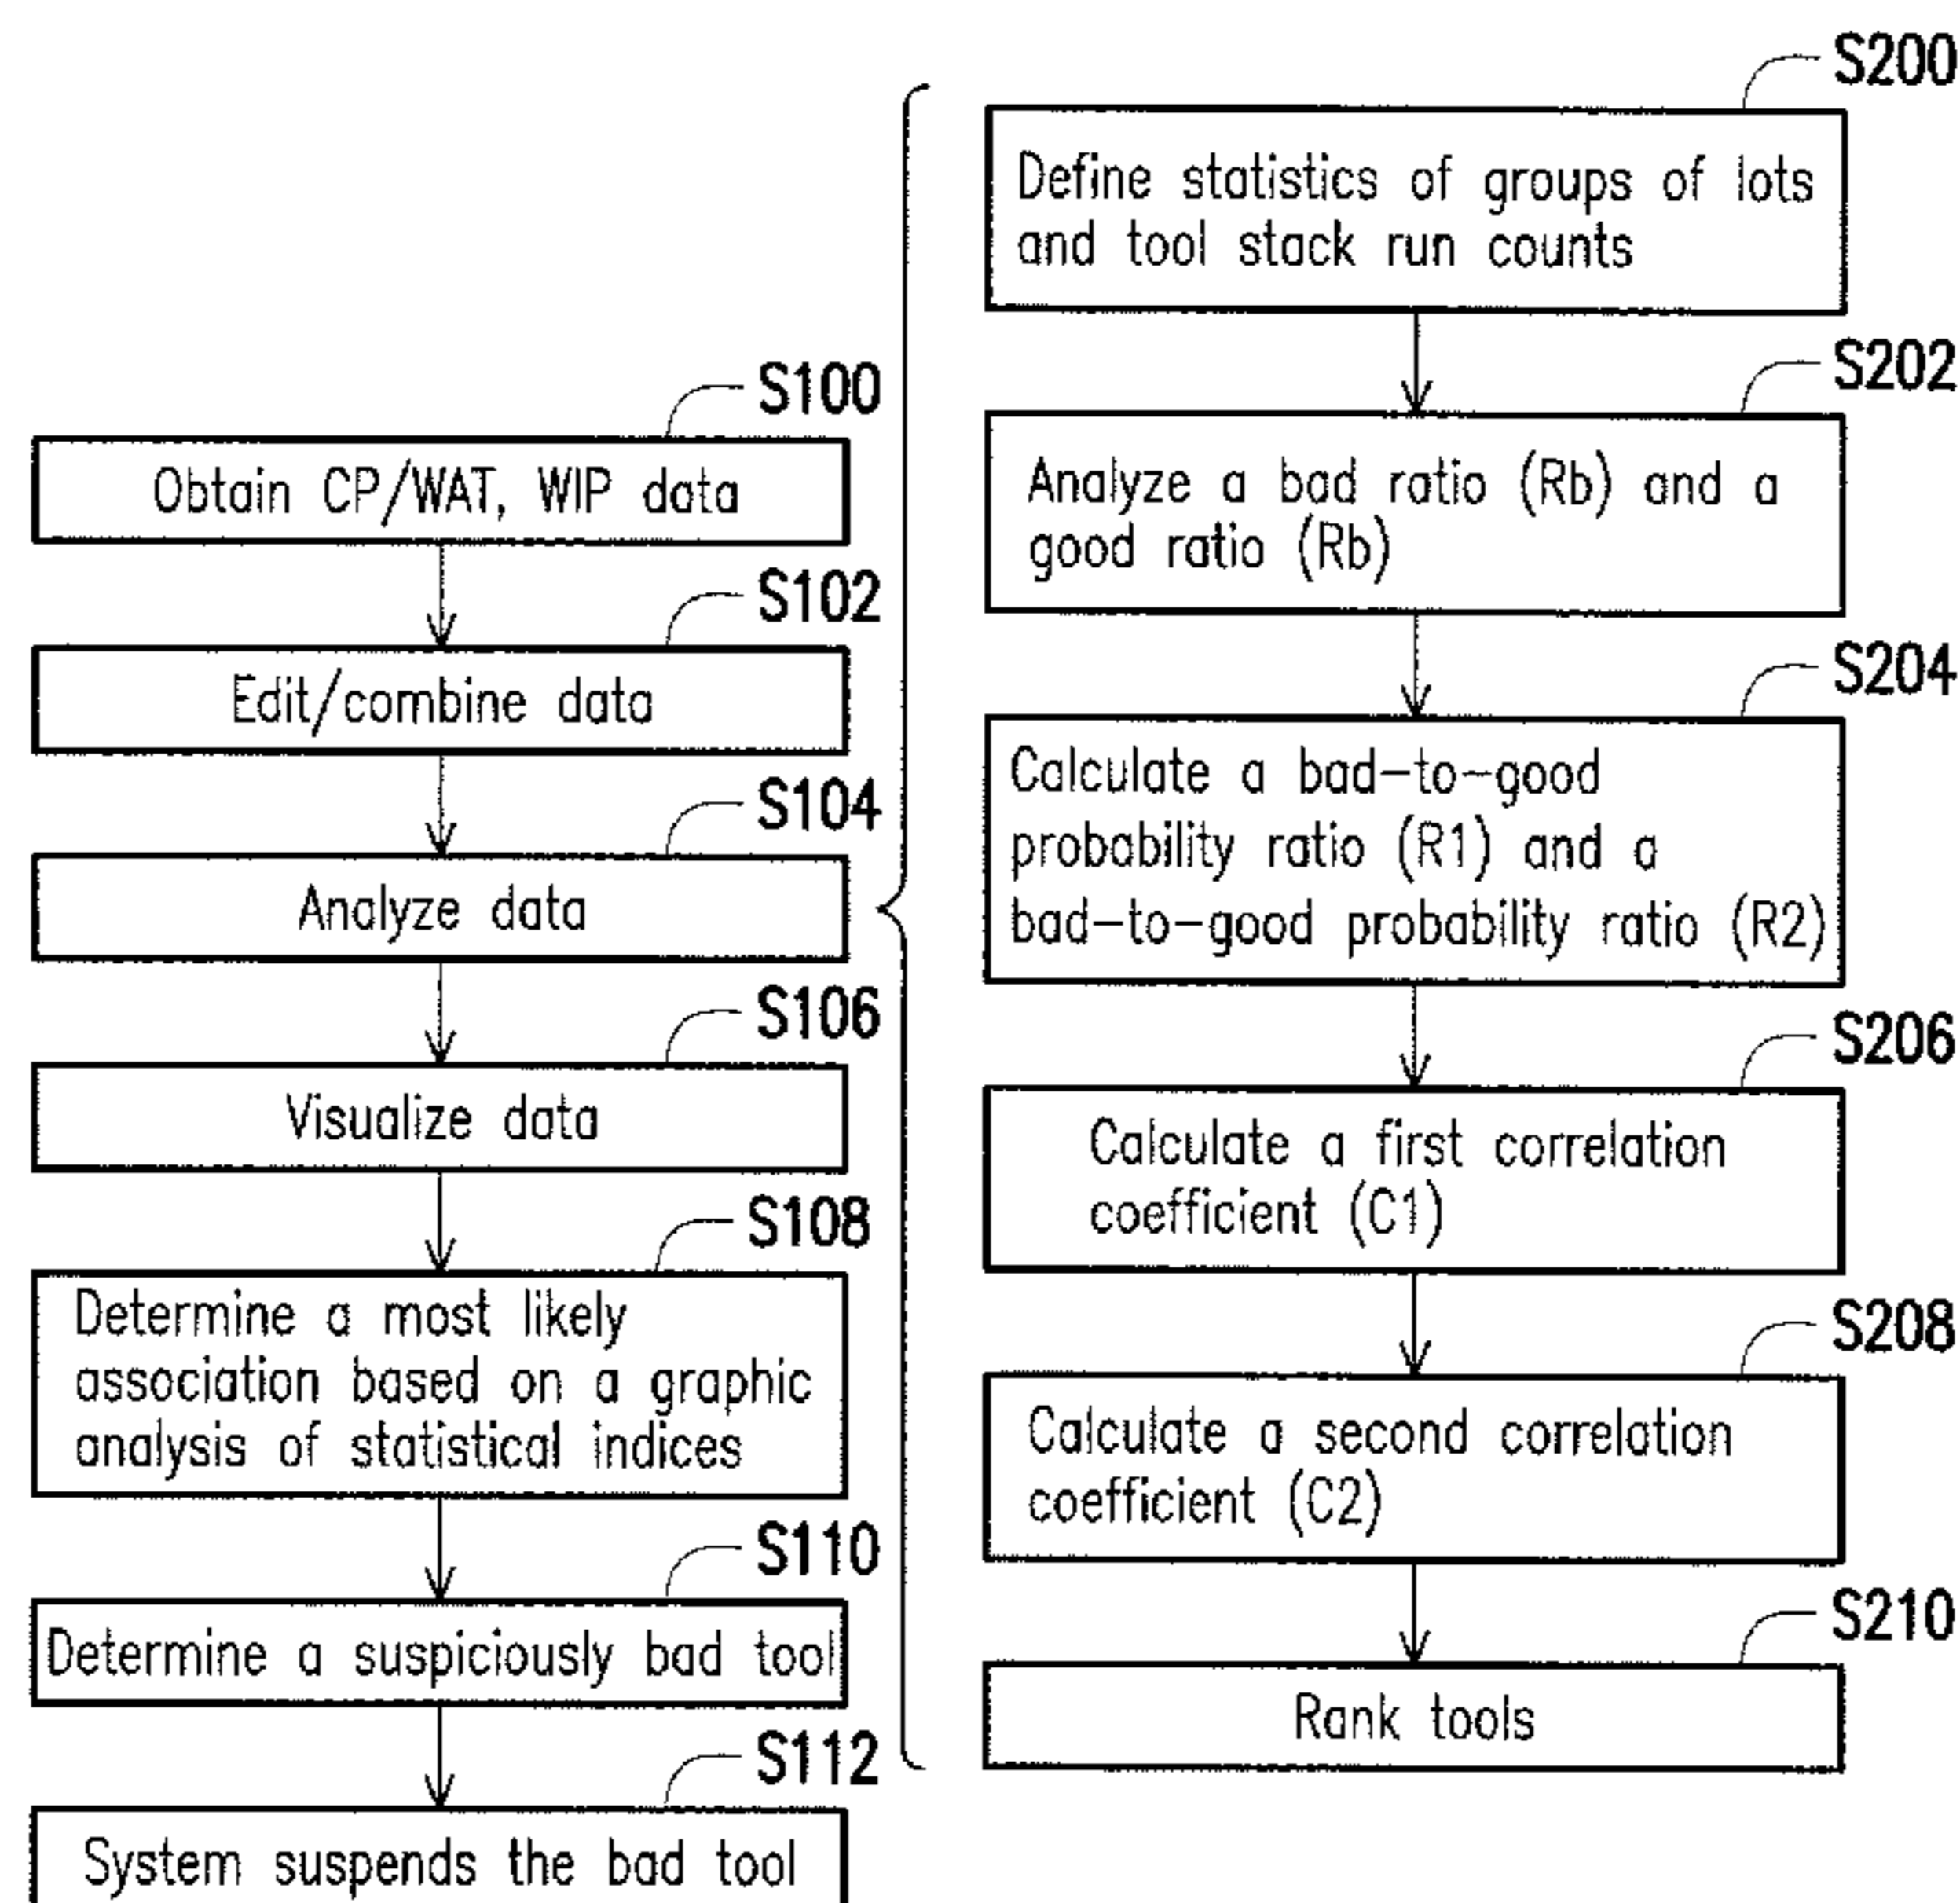 S100
Obtain CP/WAT, WIP data
S102
Edit/combine data
S104
Analyze data
S106
Visualize data
S108
Determine a most likely
association based on a graphic
analysis of statistical indices
S110
Determine a suspiciously bad tool
S112
System suspends the bad tool
S200
Define statistics of groups of lots
and tool stack run counts
S202
Analyze a bad ratio (Rb) and a
good ratio (Rb)
S204
Calculate a bad-to-good
probability ratio (R1) and a
bad-to-good probability ratio (R2)
S206
Calculate a first correlation
coefficient (C1)
S208
Calculate a second correlation
coefficient (C2)
S210
Rank tools